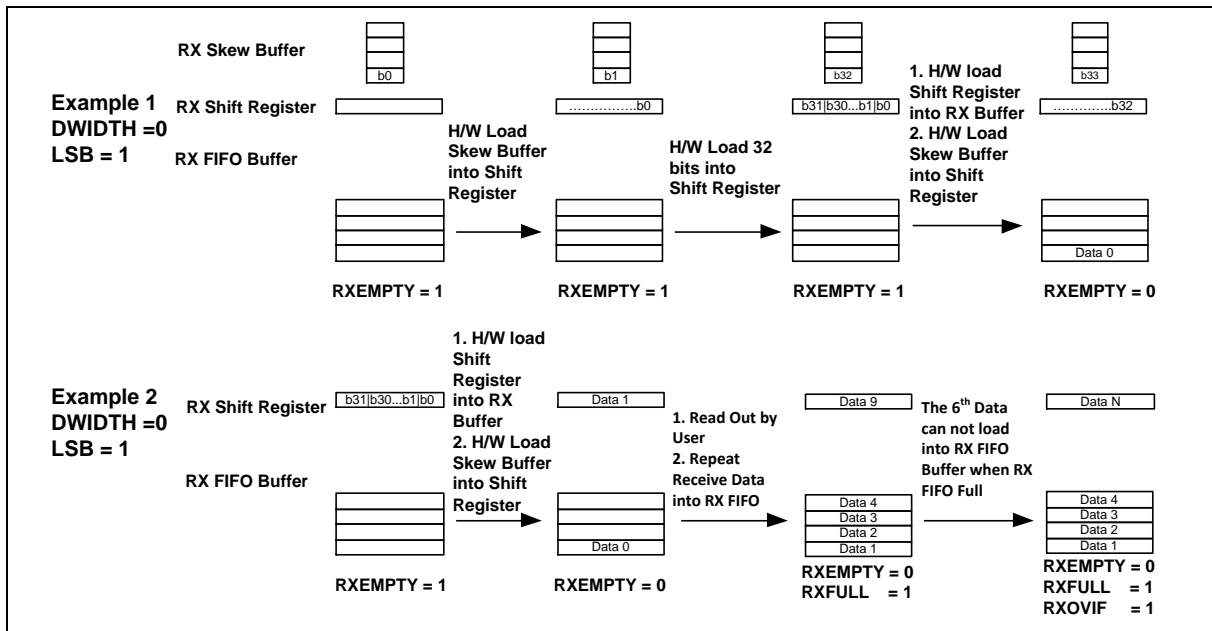 RX Skew Buffer
b0
b1
b32
b33
Example 1
DWIDTH =0
LSB = 1
RX Shift Register
...............b0
b31|b30...b1|b0
..............b32
RX FIFO Buffer
H/W Load
Skew Buffer
into Shift
Register
H/W Load 32
bits into
Shift Register
1. H/W load
Shift
Register
into RX Buffer
2. H/W Load
Skew Buffer
into Shift
Register
Data 0
RXEMPTY = 1
RXEMPTY = 1
RXEMPTY = 1
RXEMPTY = 0
Example 2
DWIDTH =0
LSB = 1
RX Shift Register
b31|b30...b1|b0
Data 1
Data 9
Data N
RX FIFO Buffer
1. H/W load
Shift
Register
into RX
Buffer
2. H/W Load
Skew Buffer
into Shift
Register
1. Read Out by
User
2. Repeat
Receive Data
into RX FIFO
The 6th Data
can not load
into RX FIFO
Buffer when RX
FIFO Full
Data 0
Data 4
Data 3
Data 2
Data 1
Data 4
Data 3
Data 2
Data 1
RXEMPTY = 1
RXEMPTY = 0
RXEMPTY = 0
RXFULL = 1
RXEMPTY = 0
RXFULL = 1
RXOVIF = 1